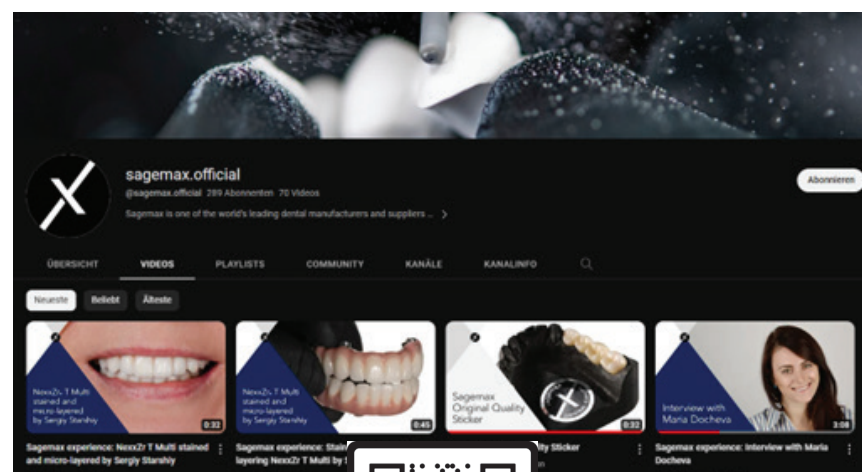 sagemax.official
@sagemax.official 289 Abonnenten 70 Videos
Sagemax is one of the world's leading dental manufacturers and suppliers ...
Abonnieren
ÜBERSICHT VIDEOS PLAYLISTS COMMUNITY KANÄLE KANALINFO
Neueste Beliebt Älteste
NexxZr T Multi
stained and
micro-layered
by Sergiy Starshiy
0:32
NexxZr T Multi
stained and
micro-layered
by Sergiy Starshiy
0:45
Sagemax
Original Quality
Sticker
0:32
Interview with
Maria Docheva
3:08
Sagemax experience: NexxZr T Multi stained
and micro-layered by Sergiy Starshiy
Sagemax experience: Stain
layering NexxZr T Multi by
ity Sticker
Sagemax experience: Interview with Maria
Docheva